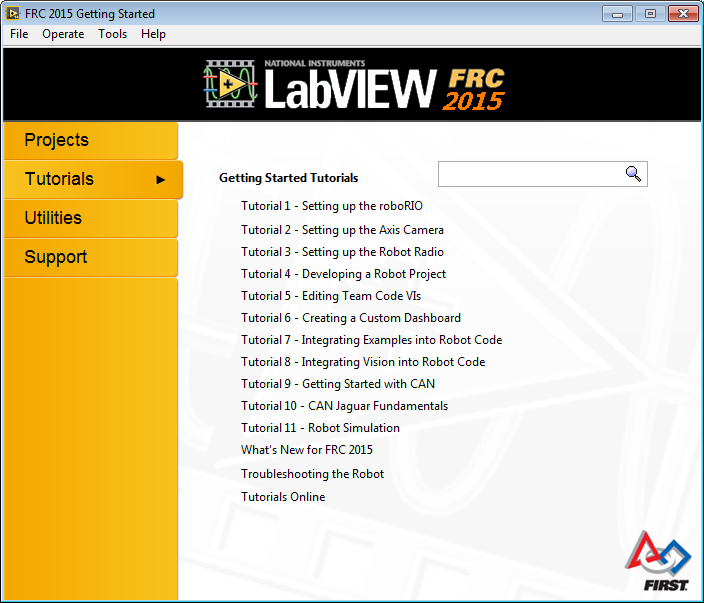 FRC 2015 Getting Started
File Operate Tools Help
NATIONAL INSTRUMENTS
LabVIEW FRC 2015
Projects
Tutorials
Utilities
Support
Getting Started Tutorials
Tutorial 1 - Setting up the roboRIO
Tutorial 2 - Setting up the Axis Camera
Tutorial 3 - Setting up the Robot Radio
Tutorial 4 - Developing a Robot Project
Tutorial 5 - Editing Team Code VIs
Tutorial 6 - Creating a Custom Dashboard
Tutorial 7 - Integrating Examples into Robot Code
Tutorial 8 - Integrating Vision into Robot Code
Tutorial 9 - Getting Started with CAN
Tutorial 10 - CAN Jaguar Fundamentals
Tutorial 11 - Robot Simulation
What's New for FRC 2015
Troubleshooting the Robot
Tutorials Online
FIRST